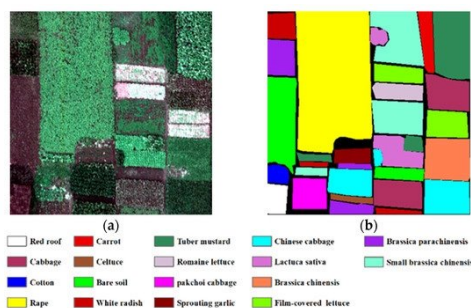 (a) (b)
Red roof Carrot Tuber mustard Chinese cabbage Brassica parachinensis
Cabbage Celtuce Romaine lettuce Lactuca sativa Small brassica chinensis
Cotton Bare soil pakchoi cabbage Brassica chinensis
Rape White radish Sprouting garlic Film-covered lettuce